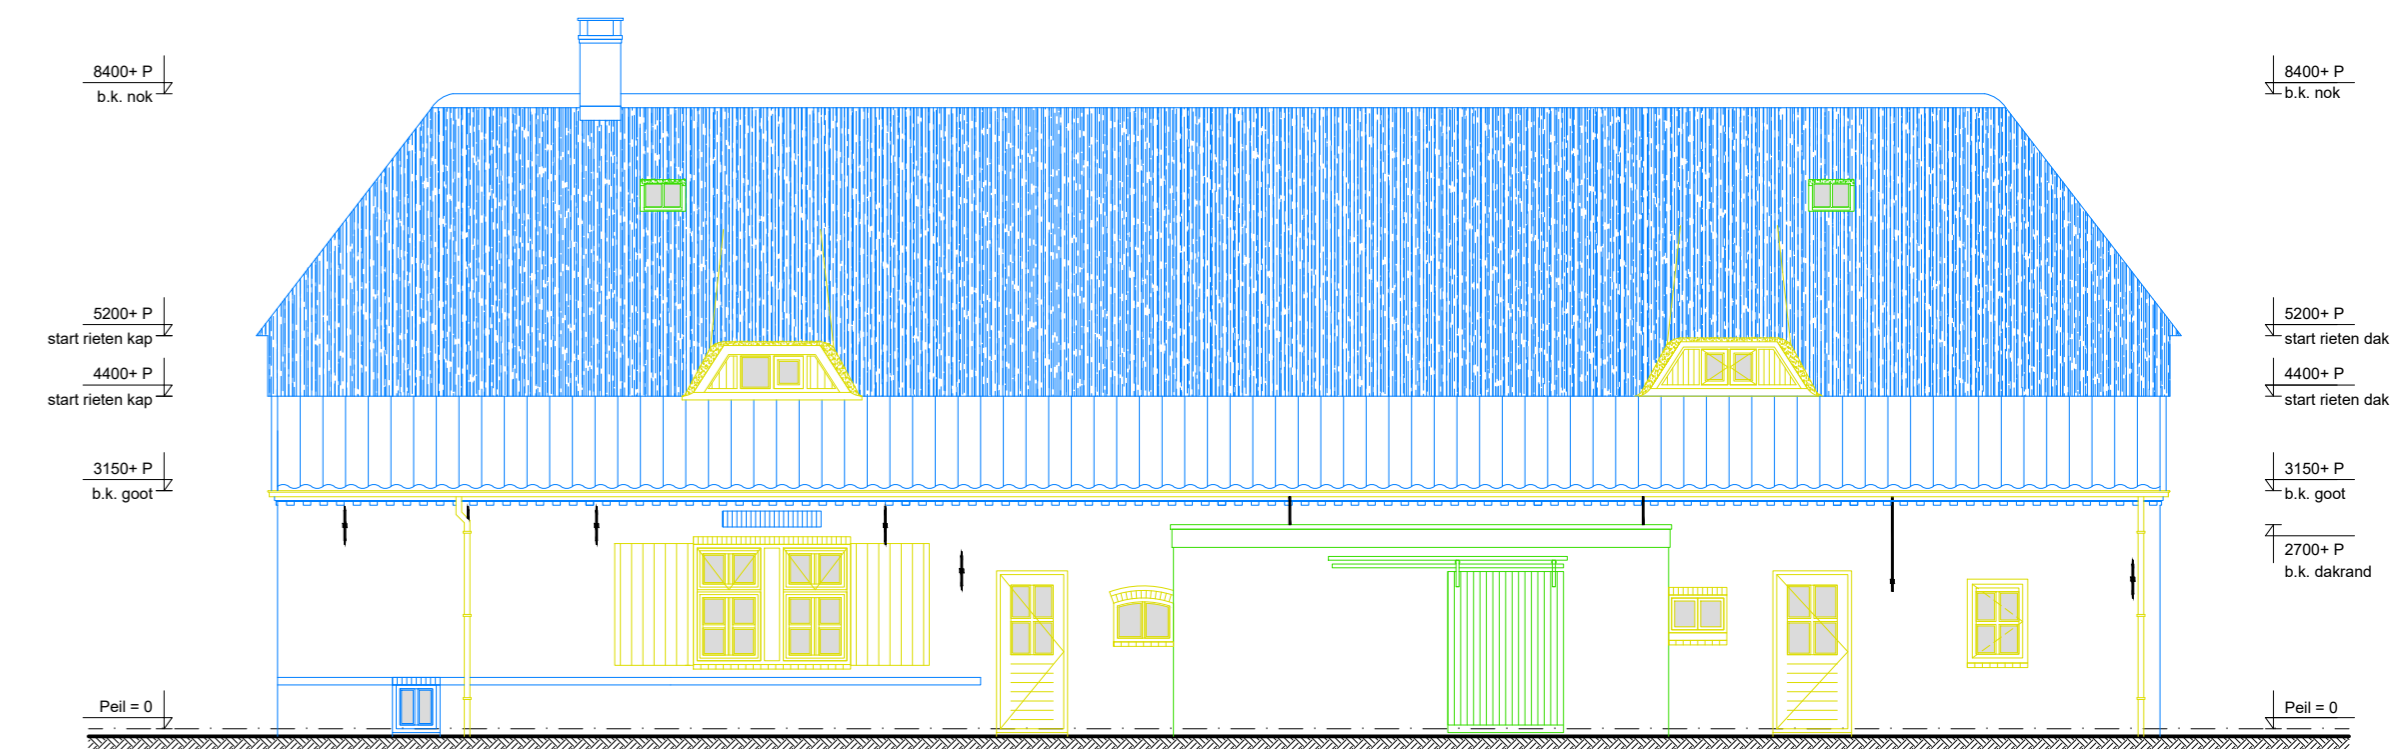 8400+ P
b.k. nok
5200+ P
start rieten kap
4400+ P
start rieten kap
3150+ P
b.k. goot
Peil = 0
8400+ P
b.k. nok
5200+ P
start rieten dak
4400+ P
start rieten dak
3150+ P
b.k. goot
2700+ P
b.k. dakrand
Peil = 0